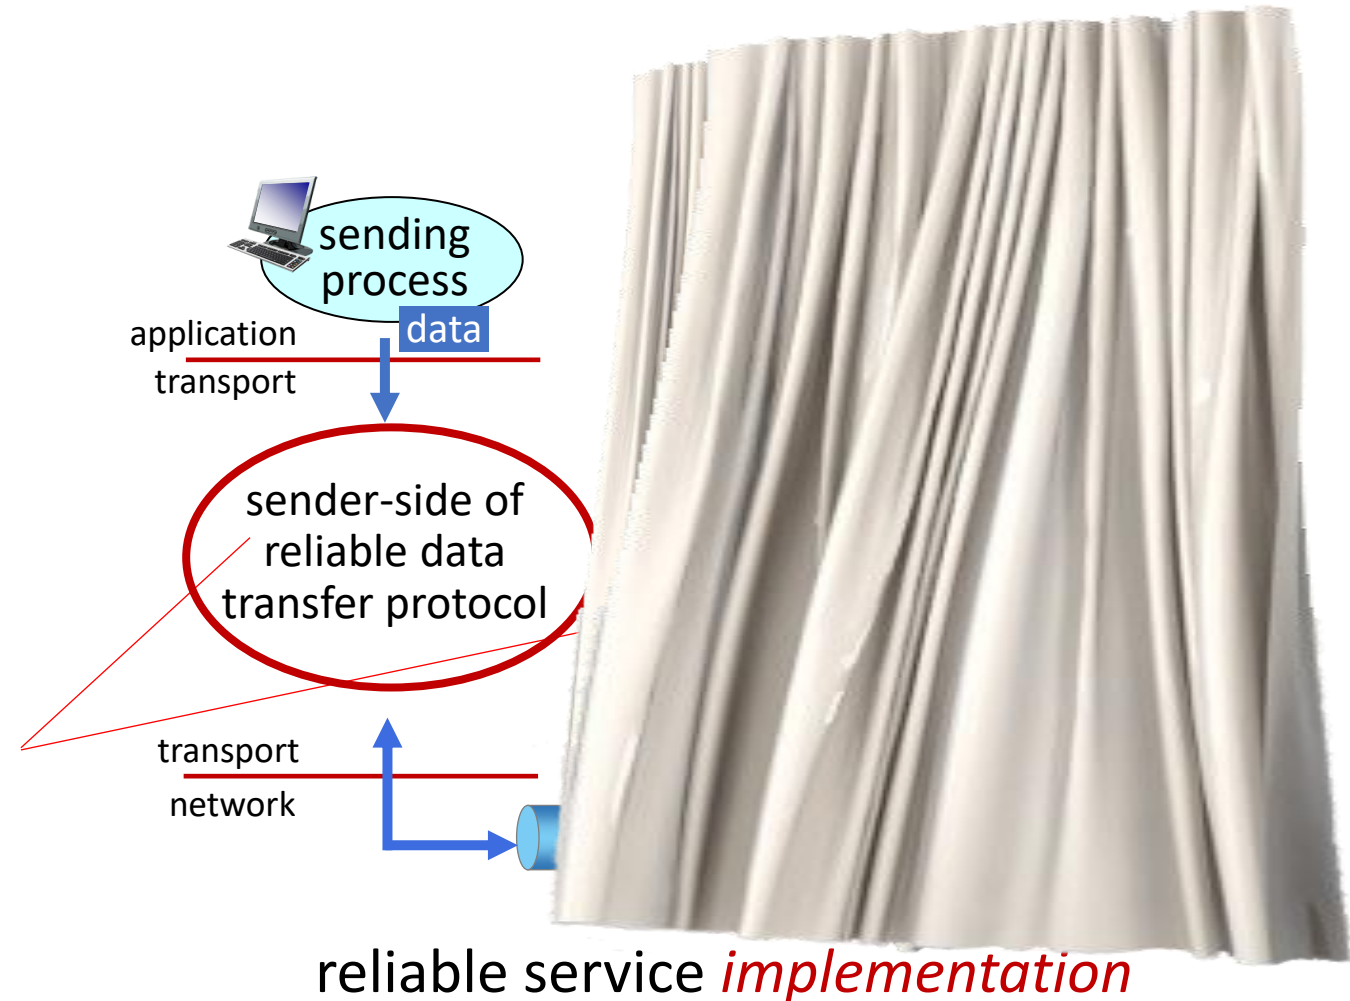 sending
process
data
application
transport
sender-side of
reliable data
transfer protocol
transport
network
reliable service implementation